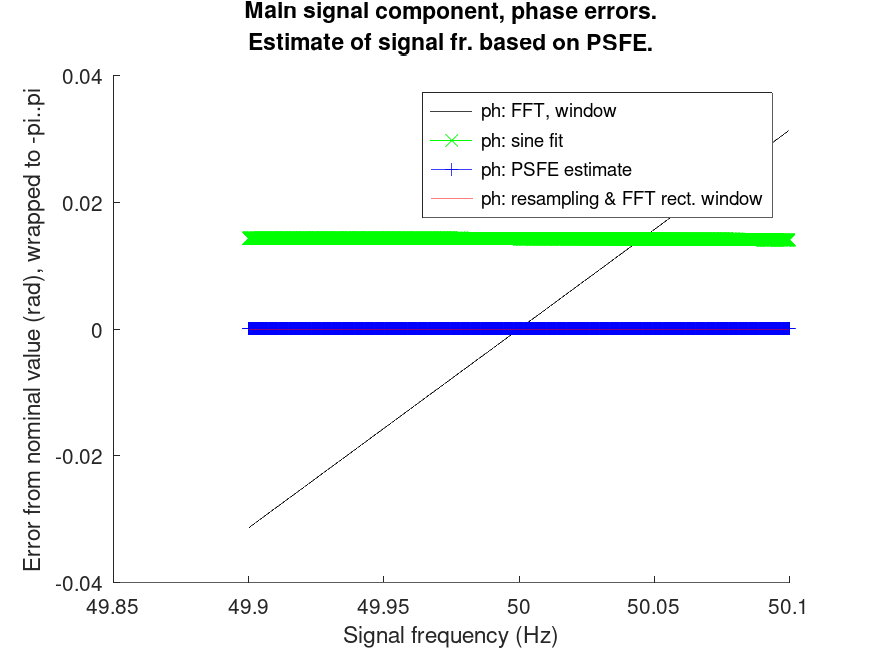 Main signal component, phase errors.
Estimate of signal fr. based on PSFE.
Error from nominal value (rad), wrapped to -pi..pi
0.04
0.02
0
-0.02
-0.04
ph: FFT, window
ph: sine fit
ph: PSFE estimate
ph: resampling & FFT rect. window
49.85
49.9
49.95
50
50.05
50.1
Signal frequency (Hz)